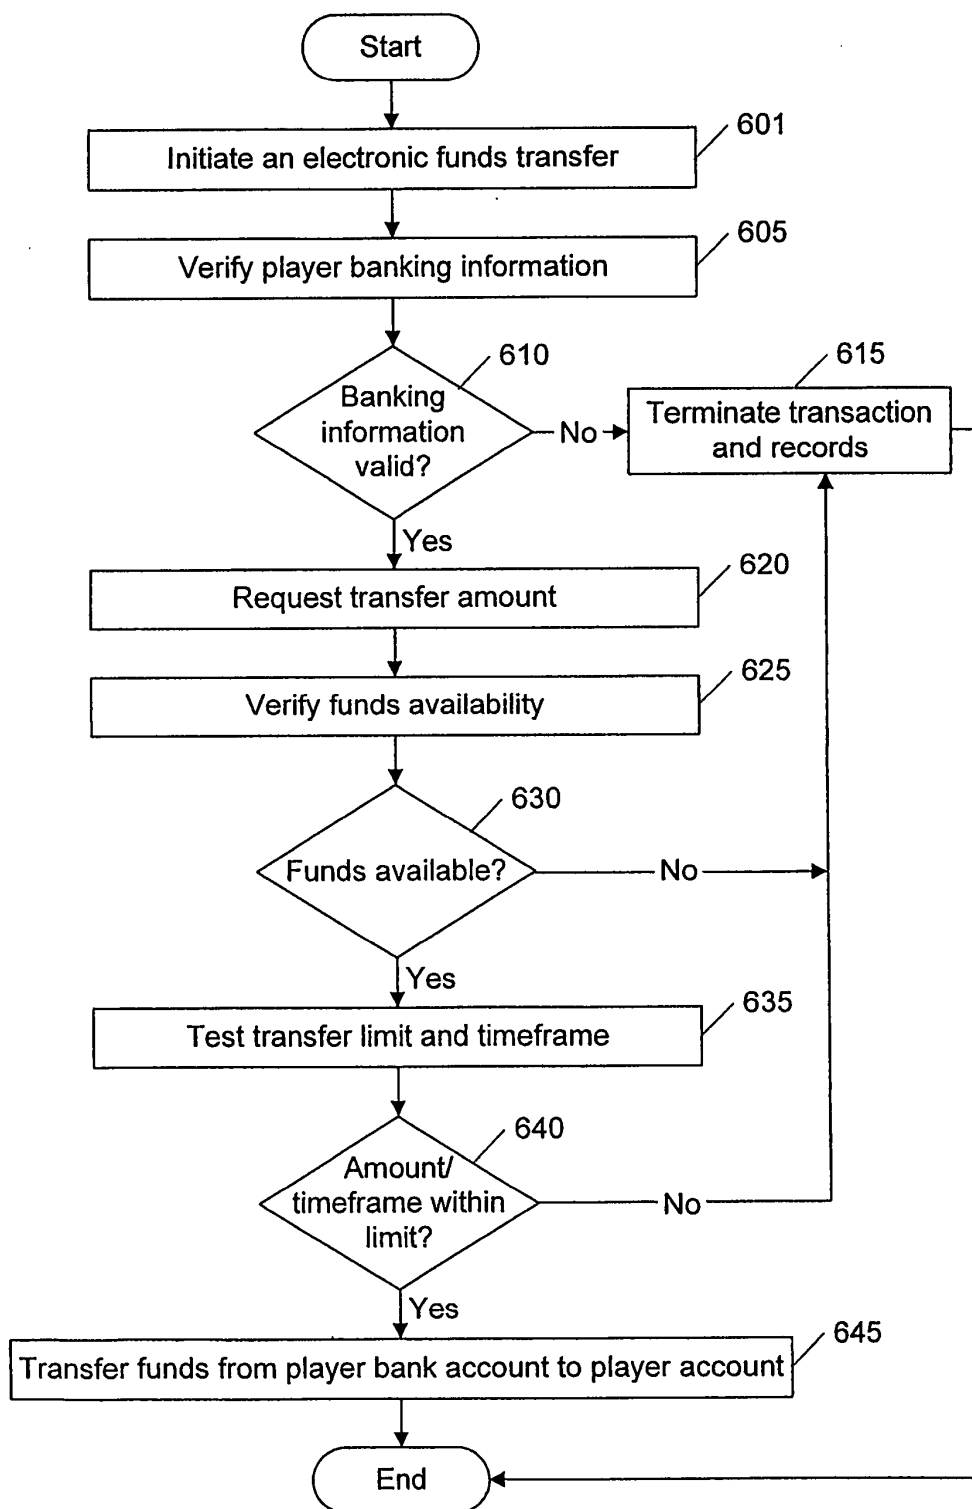 Start
601
Initiate an electronic funds transfer
605
Verify player banking information
610
615
Banking
information
valid?
No
Terminate transaction
and records
Yes
620
Request transfer amount
625
Verify funds availability
630
Funds available?
No
Yes
635
Test transfer limit and timeframe
640
Amount/
timeframe within
limit?
No
Yes
645
Transfer funds from player bank account to player account
End